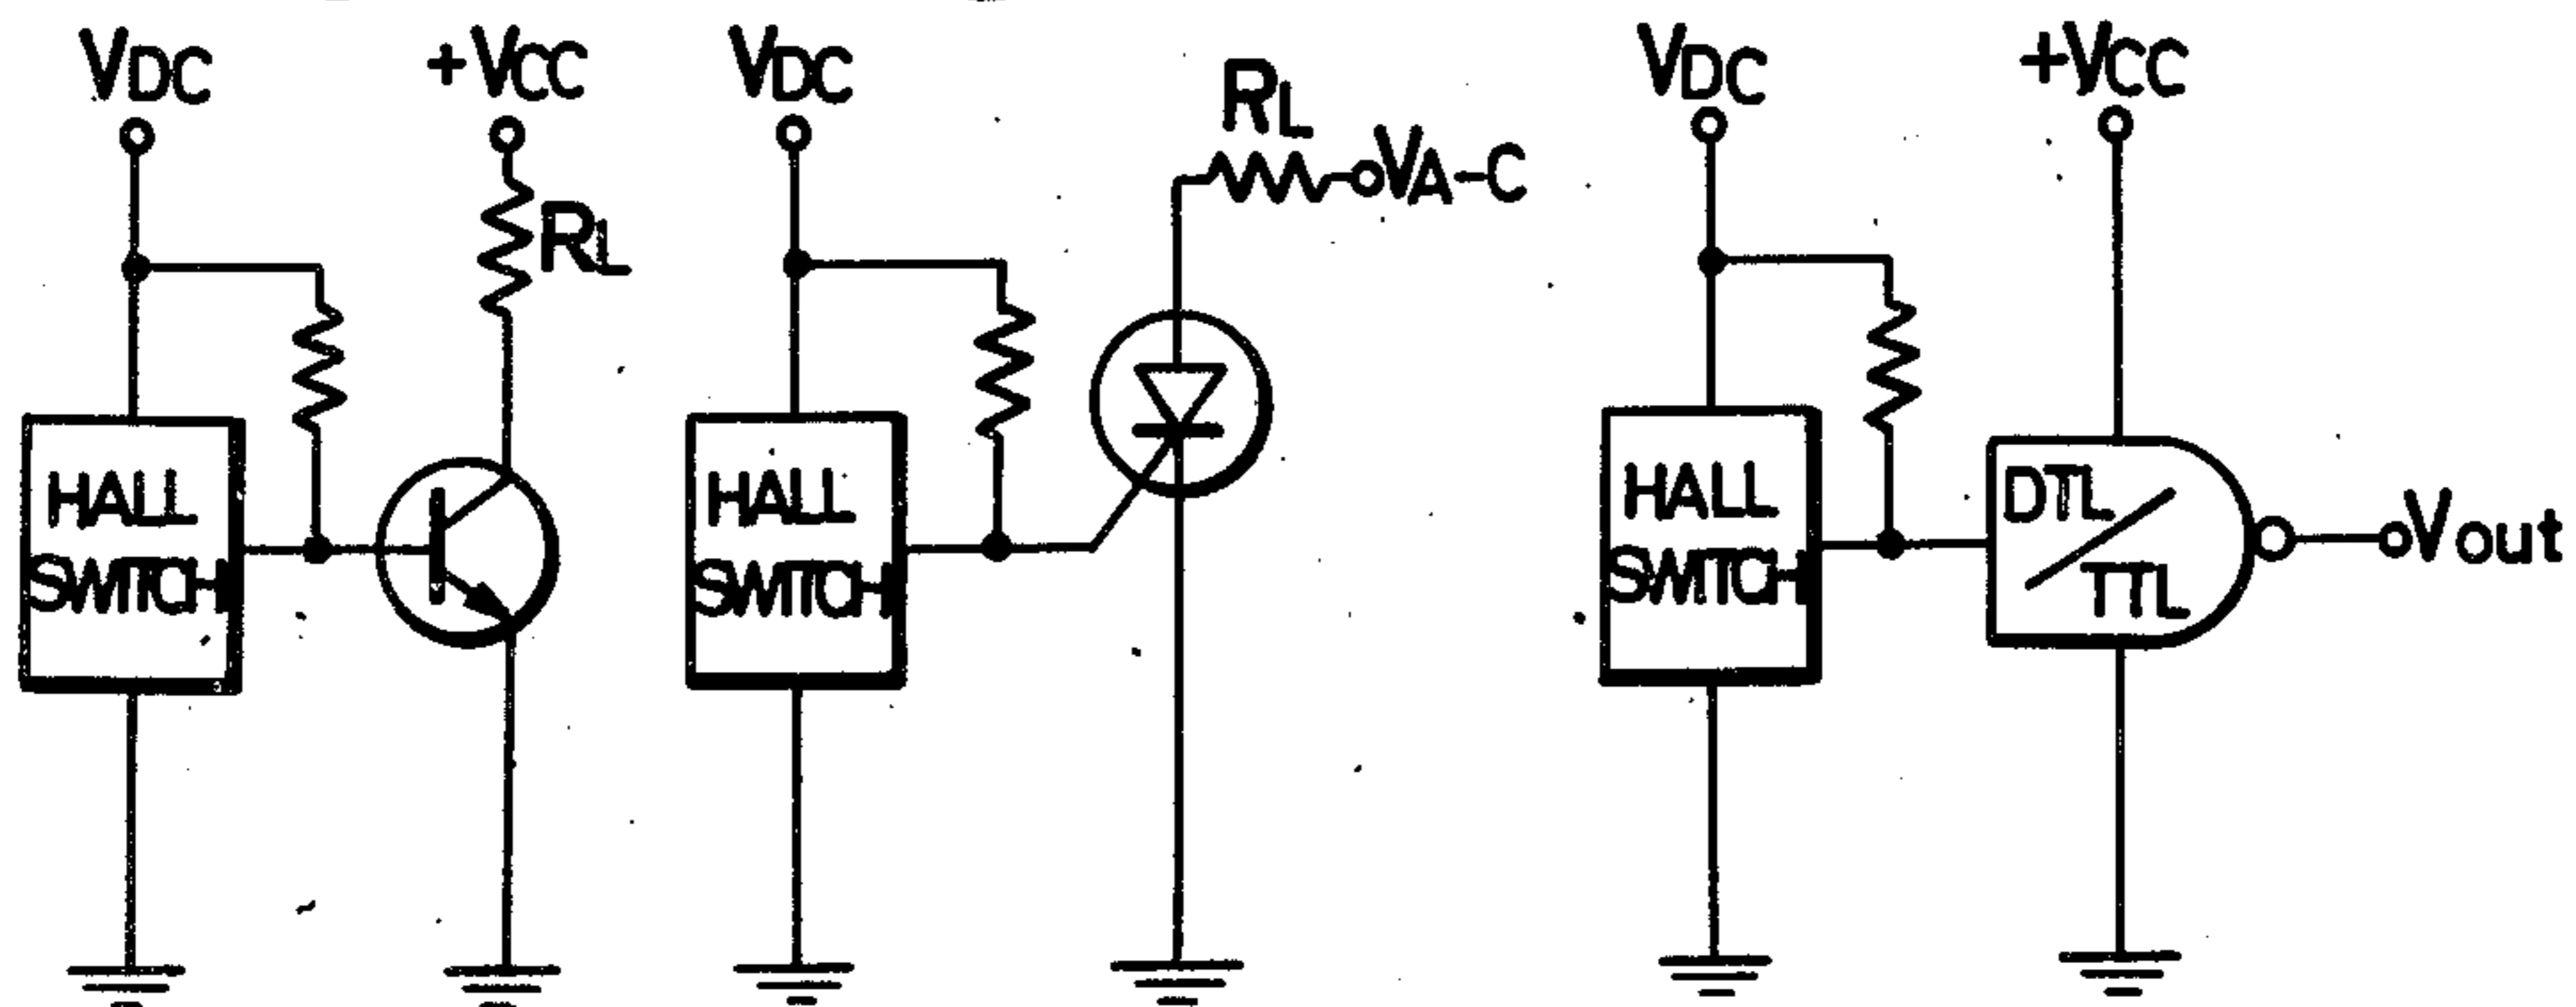 VDC
+VCC
RL
HALL
SWITCH
VDC
RL
VA-C
HALL
SWITCH
VDC
+VCC
HALL
SWITCH
DTL/
TTL
Vout